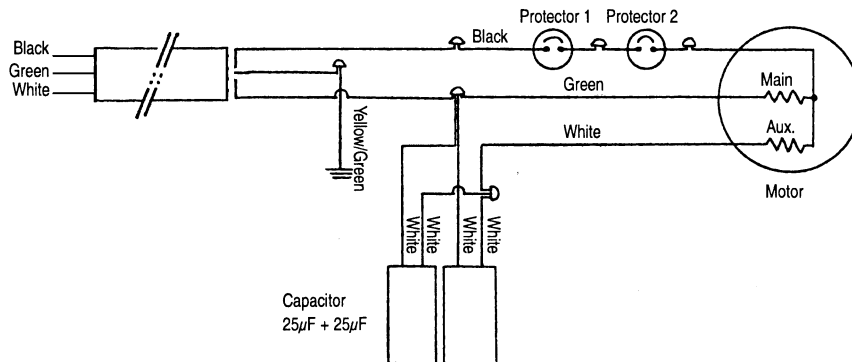 Protector 1 Protector 2
Black
Black
Green
White
Green
Main
White
Aux.
Motor
Yellow/Green
White
White
White
White
Capacitor
25µF + 25µF